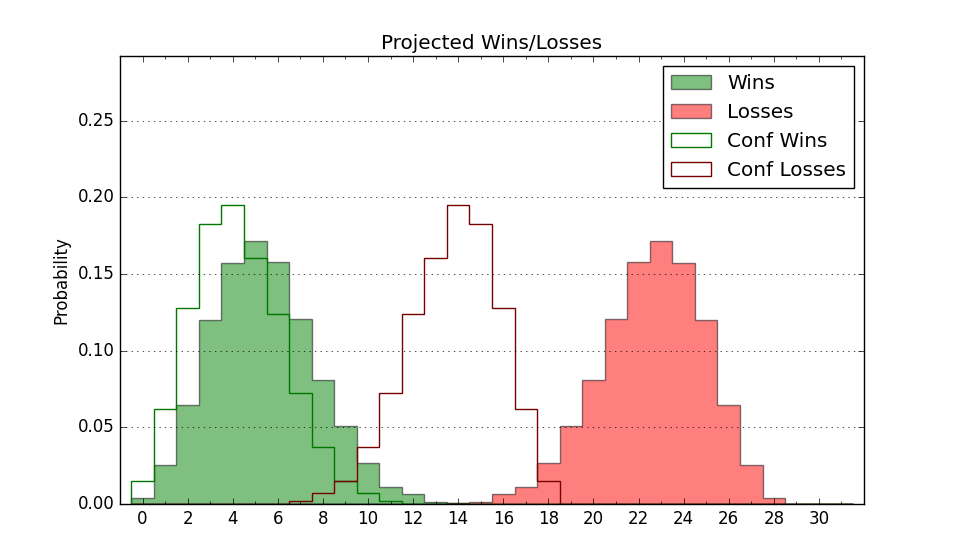 Projected Wins/Losses
Wins
Losses
Conf Wins
Conf Losses
Probability
0.25
0.20
0.15
0.10
0.05
0.00
0 2 4 6 8 10 12 14 16 18 20 22 24 26 28 30